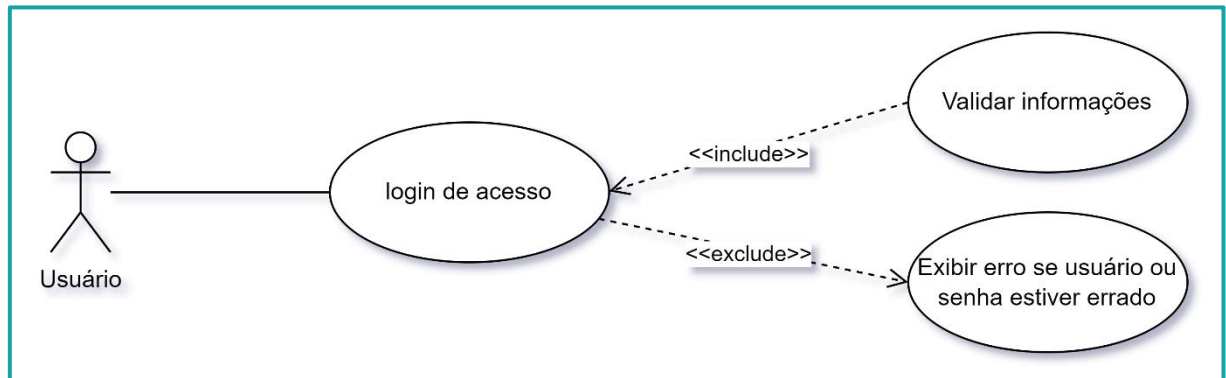 Validar informações
<<include>>
login de acesso
<<exclude>>
Usuário
Exibir erro se usuário ou
senha estiver errado